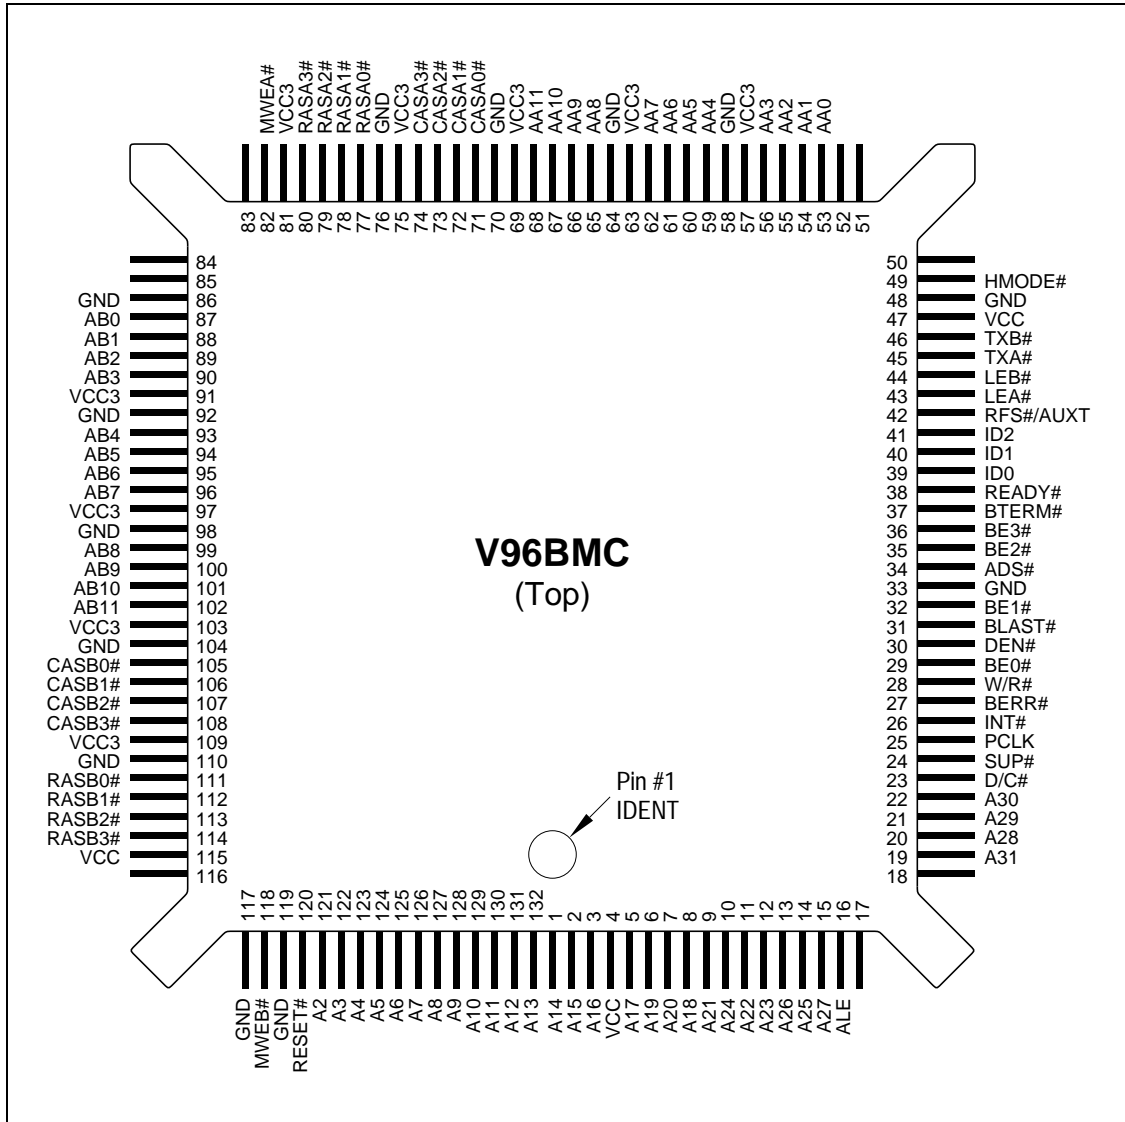 MWEA#
VCC3
RASA3#
RASA2#
RASA1#
RASA0#
GND
VCC3
CASA3#
CASA2#
CASA1#
CASA0#
GND
VCC3
AA11
AA10
AA9
AA8
GND
VCC3
AA7
AA6
AA5
AA4
GND
VCC3
AA3
AA2
AA1
AA0
83
82
81
80
79
78
77
76
75
74
73
72
71
70
69
68
67
66
65
64
63
62
61
60
59
58
57
56
55
54
53
52
51
84
85
GND 86
AB0 87
AB1 88
AB2 89
AB3 90
VCC3 91
GND 92
AB4 93
AB5 94
AB6 95
AB7 96
VCC3 97
GND 98
AB8 99
AB9 100
AB10 101
AB11 102
VCC3 103
GND 104
CASB0# 105
CASB1# 106
CASB2# 107
CASB3# 108
VCC3 109
GND 110
RASB0# 111
RASB1# 112
RASB2# 113
RASB3# 114
VCC 115
116
V96BMC
(Top)
Pin #1
IDENT
50
49 HMODE#
48 GND
47 VCC
46 TXB#
45 TXA#
44 LEB#
43 LEA#
42 RFS#/AUXT
41 ID2
40 ID1
39 ID0
38 READY#
37 BTERM#
36 BE3#
35 BE2#
34 ADS#
33 GND
32 BE1#
31 BLAST#
30 DEN#
29 BE0#
28 W/R#
27 BERR#
26 INT#
25 PCLK
24 SUP#
23 D/C#
22 A30
21 A29
20 A28
19 A31
18
117
118
119
120
121
122
123
124
125
126
127
128
129
130
131
132
1
2
3
4
5
6
7
8
9
10
11
12
13
14
15
16
17
GND
MWEB#
GND
RESET#
A2
A3
A4
A5
A6
A7
A8
A9
A10
A11
A12
A13
A14
A15
A16
VCC
A17
A19
A20
A18
A21
A24
A22
A23
A26
A25
A27
ALE